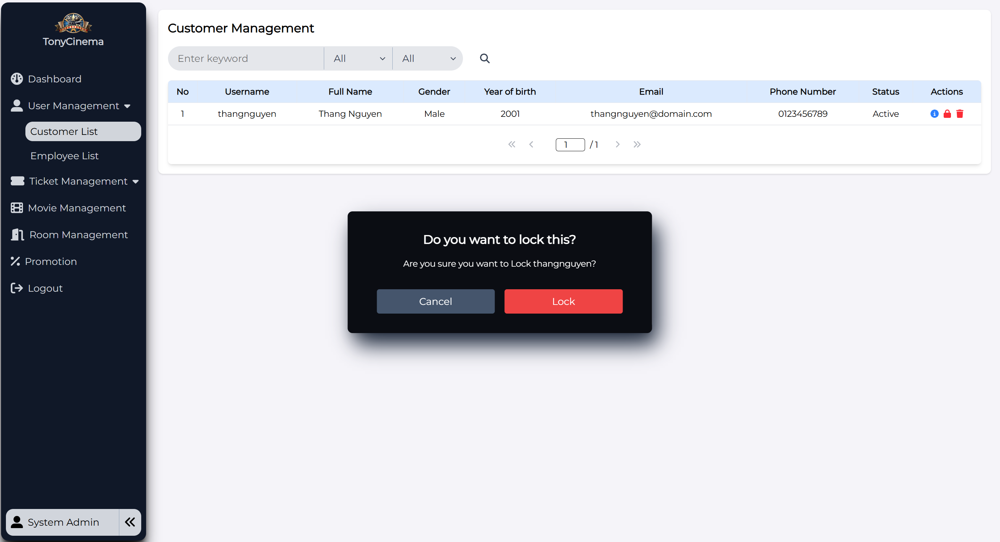 TonyCinema
Dashboard
User Management
Customer List
Employee List
Ticket Management
Movie Management
Room Management
Promotion
Logout
System Admin
Customer Management
Enter keyword All All
No Username Full Name Gender Year of birth Email Phone Number Status Actions
1 thangnguyen Thang Nguyen Male 2001 thangnguyen@domain.com 0123456789 Active
1 / 1
Do you want to lock this?
Are you sure you want to Lock thangnguyen?
Cancel Lock